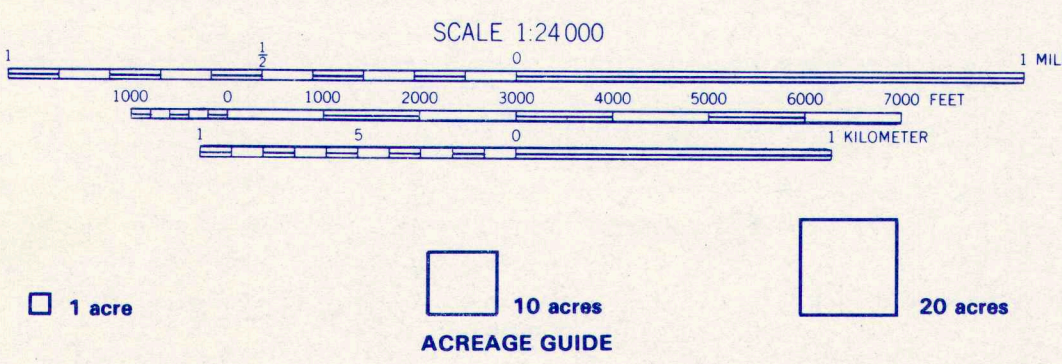 SCALE 1:24 000
1 1/2 0 1 MIL
1000 0 1000 2000 3000 4000 5000 6000 7000 FEET
1 5 0 1 KILOMETER
1 acre 10 acres 20 acres
ACREAGE GUIDE